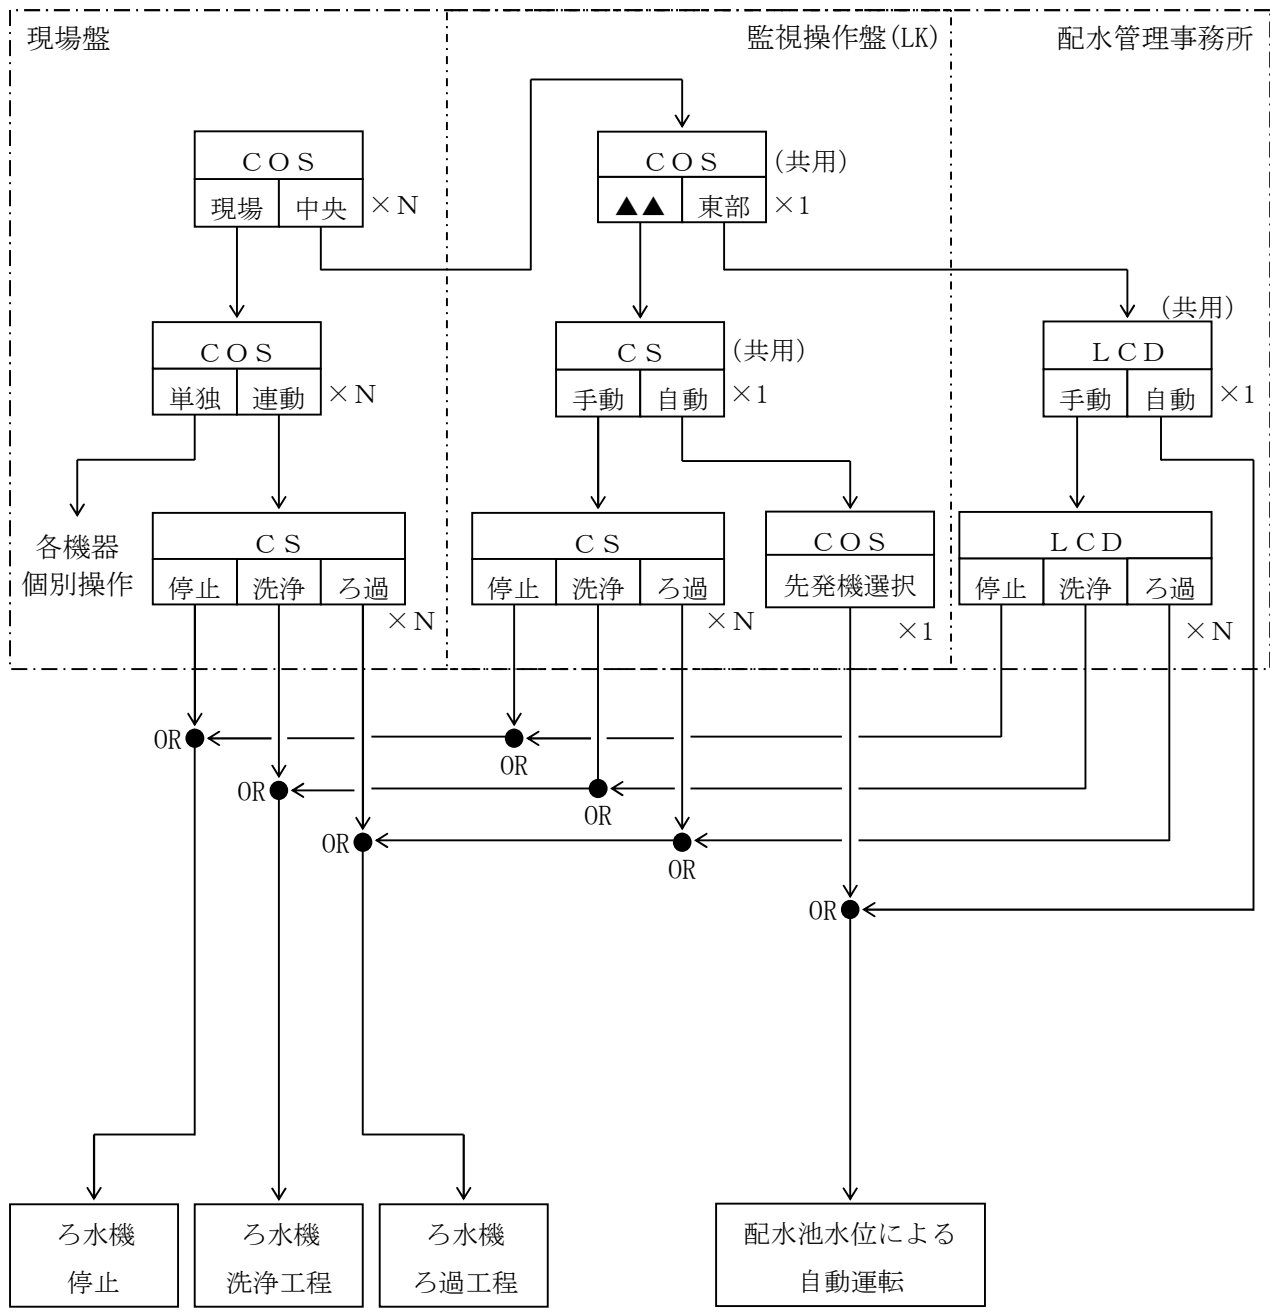 現場盤
監視操作盤(LK)
配水管理事務所
COS
現場 中央
×N
COS
(共用)
▲▲ 東部
×1
COS
単独 連動
×N
CS
(共用)
手動 自動
×1
(共用)
LCD
手動 自動
×1
各機器
個別操作
CS
停止 洗浄 ろ過
×N
CS
停止 洗浄 ろ過
×N
COS
先発機選択
×1
LCD
停止 洗浄 ろ過
×N
OR
OR
OR
OR
OR
OR
OR
ろ水機
停止
ろ水機
洗浄工程
ろ水機
ろ過工程
配水池水位による
自動運転